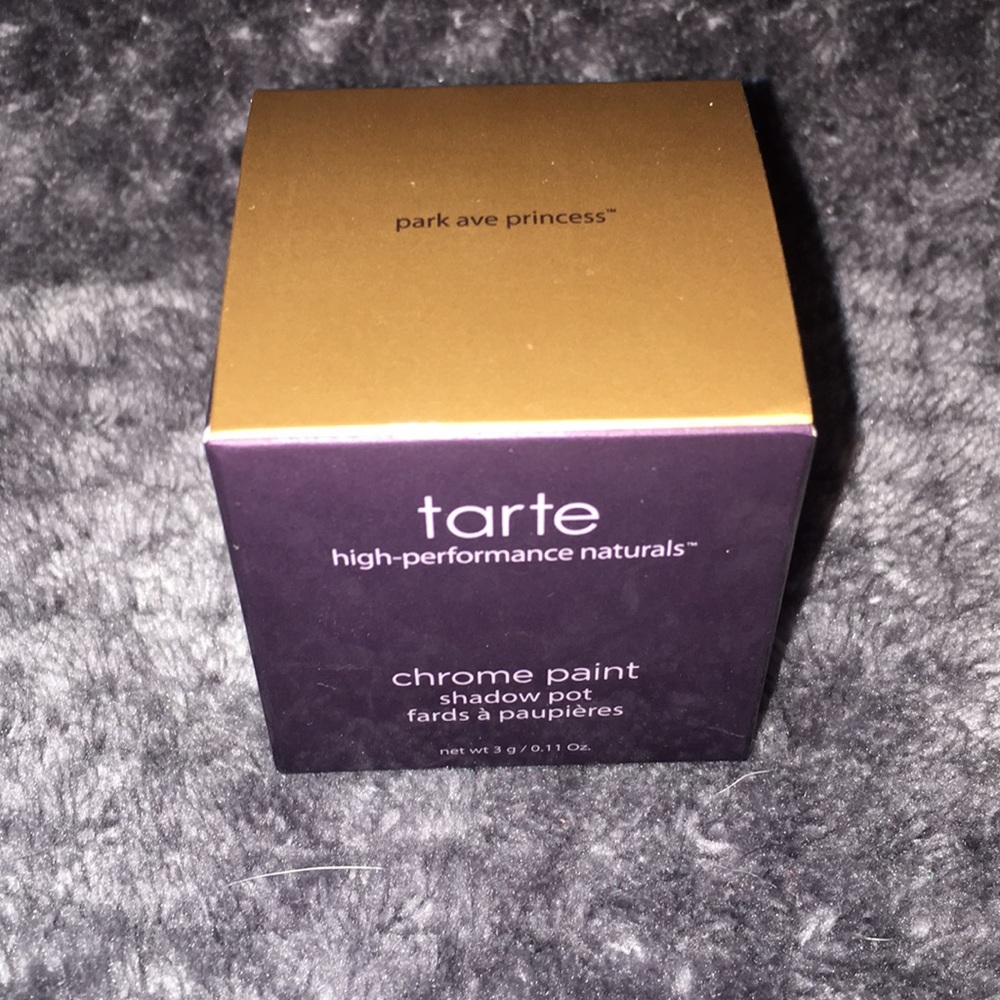 park ave princess™
tarte
high-performance naturals™
chrome paint
shadow pot
fards à paupières
net wt 3 g / 0.11 Oz.